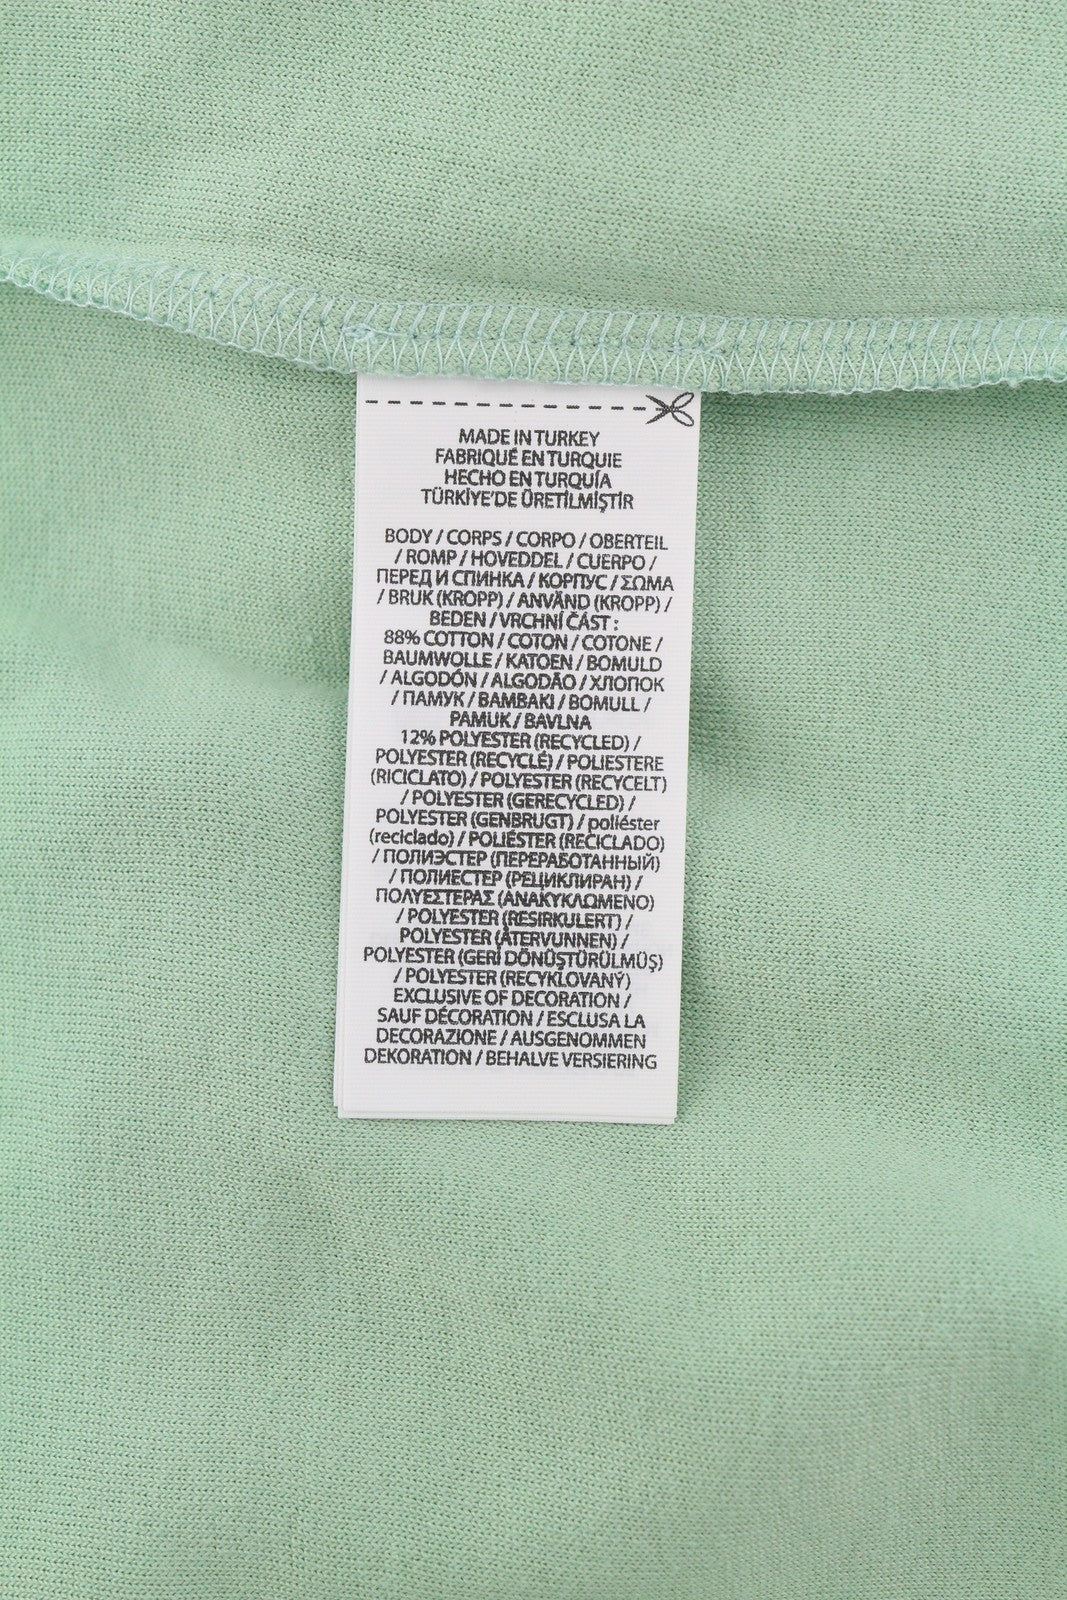 MADE IN TURKEY
FABRIQUÉ EN TURQUIE
HECHO EN TURQUÍA
TÜRKİYE'DE ÜRETİLMİŞTİR
BODY / CORPS / CORPO / OBERTEIL
/ ROMP / HOVEDDEL / CUERPO /
ПЕРЕД И СПИНКА / КОРПУС / ΣΩΜΑ
/ BRUK (KROPP) / ANVÄND (KROPP) /
BEDEN / VRCHNÍ ČÁST :
88% COTTON / COTON / COTONE /
BAUMWOLLE / KATOEN / BOMULD
/ ALGODÓN / ALGODÃO / ХЛОПОК
/ ПАМУК / ΒΑΜΒΑΚΙ / BOMULL /
PAMUK / BAVLNA
12% POLYESTER (RECYCLED) /
POLYESTER (RECYCLÉ) / POLIESTERE
(RICICLATO) / POLYESTER (RECYCELT)
/ POLYESTER (GERECYCLED) /
POLYESTER (GENBRUGT) / poliéster
(reciclado) / POLIÉSTER (RECICLADO)
/ ПОЛИЭСТЕР (ПЕРЕРАБОТАННЫЙ)
/ ПОЛИЕСТЕР (РЕЦИКЛИРАН) /
ΠΟΛΥΕΣΤΕΡΑΣ (ΑΝΑΚΥΚΛΩΜΕΝΟ)
/ POLYESTER (RESIRKULERT) /
POLYESTER (ÅTERVUNNEN) /
POLYESTER (GERİ DÖNÜŞTÜRÜLMÜŞ)
/ POLYESTER (RECYKLOVANÝ)
EXCLUSIVE OF DECORATION /
SAUF DÉCORATION / ESCLUSA LA
DECORAZIONE / AUSGENOMMEN
DEKORATION / BEHALVE VERSIERING